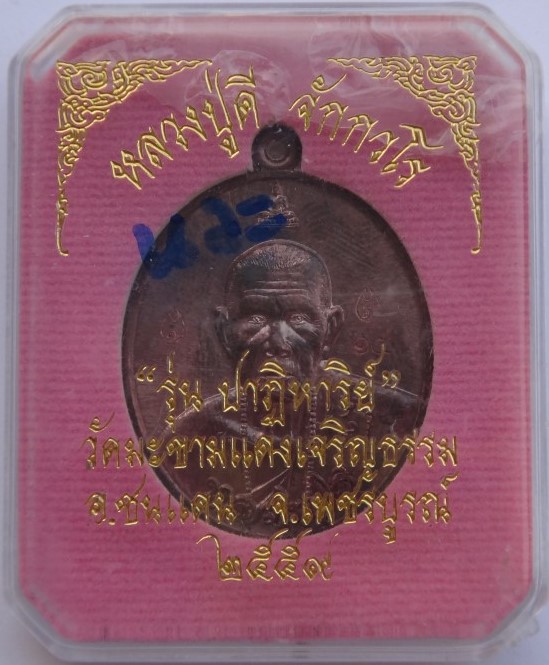 หลวงปู่ดี จักกวโร
"รุ่น ปาฏิหาริย์"
วัดมะขามแดงเจริญธรรม
อ.ชนแดน จ.เพชรบูรณ์
๒๕๕๙